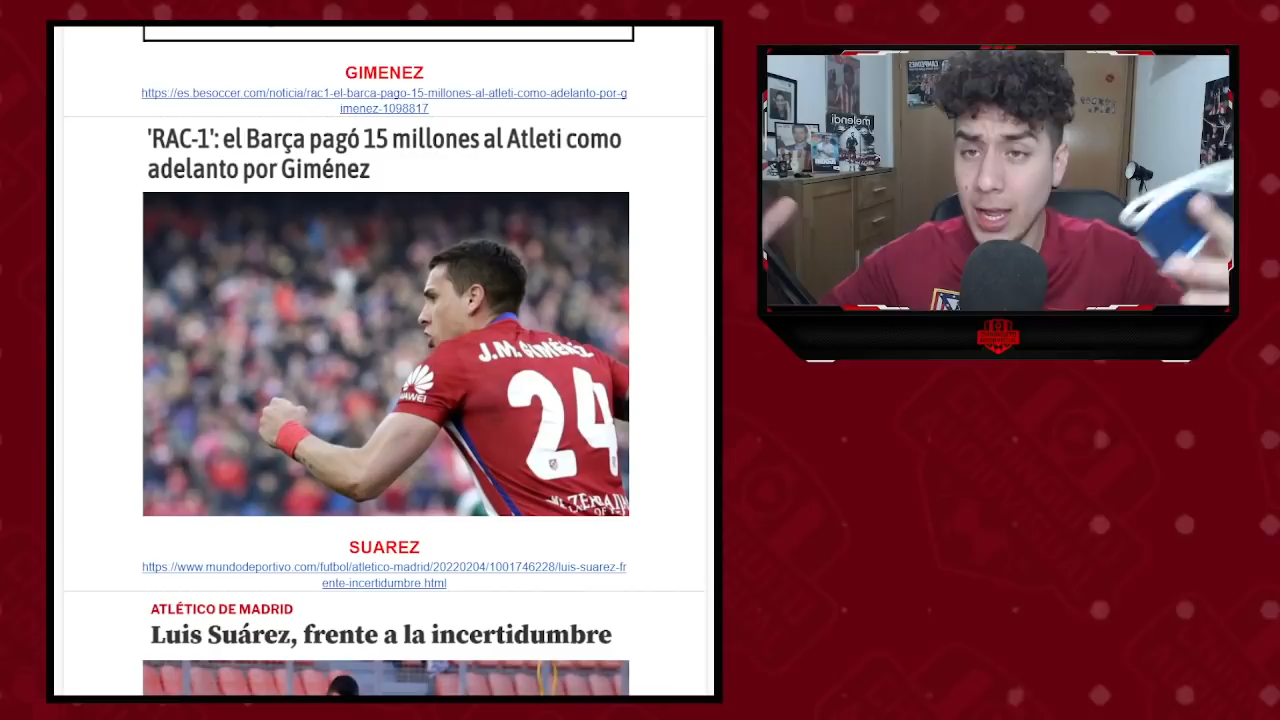 GIMENEZ
https://es.besoccer.com/noticia/rac1-el-barca-pago-15-millones-al-atleti-como-adelanto-por-g
imenez-1098817
'RAC-1': el Barça pagó 15 millones al Atleti como
adelanto por Giménez
J.M. GIMÉNEZ
24
HUAWEI
SUAREZ
https://www.mundodeportivo.com/futbol/atletico-madrid/20220204/1001746228/luis-suarez-fr
ente-incertidumbre.html
ATLÉTICO DE MADRID
Luis Suárez, frente a la incertidumbre
melendi